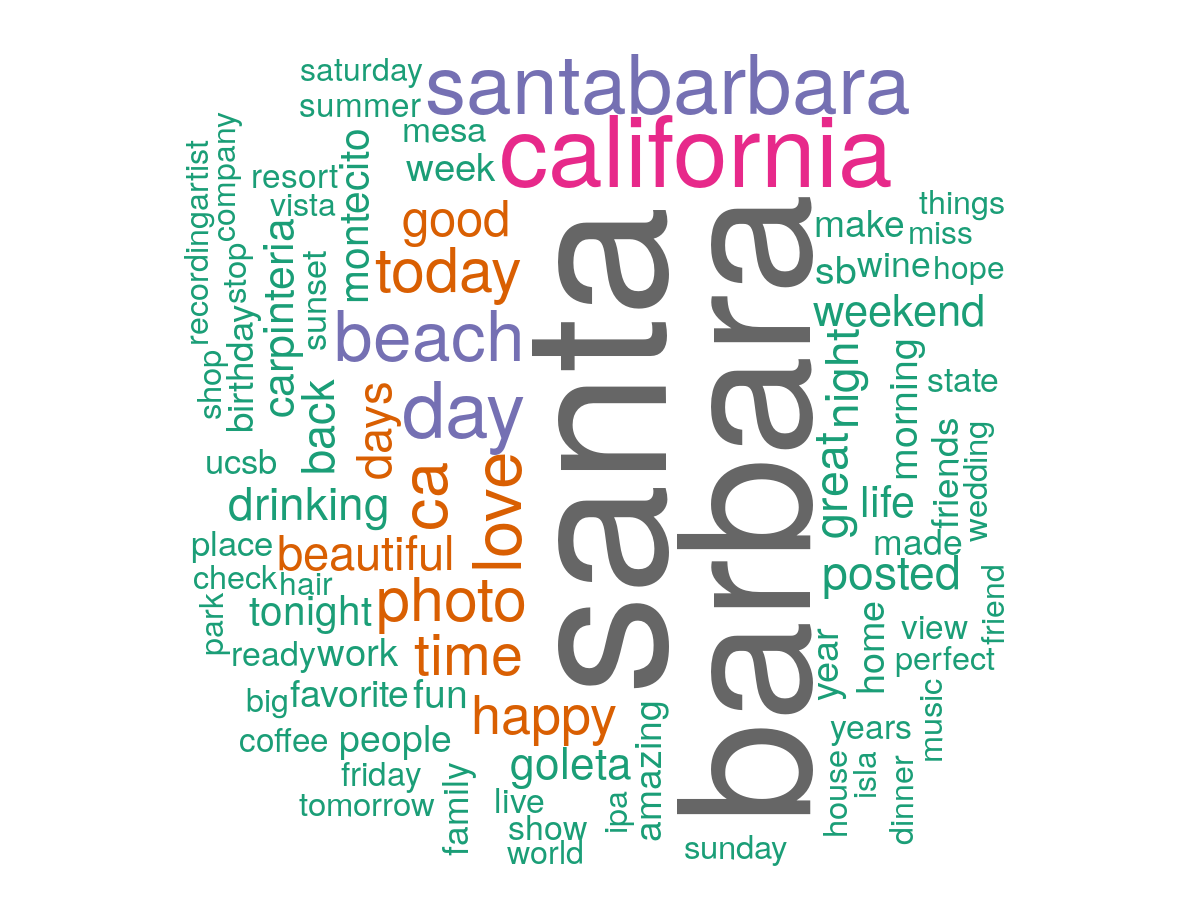 saturday
santabarbara
summer
california
mesa
week
recordingartist
company
resort
vista
montecito
good
things
make
miss
stop
carpinteria
sunset
today
santa
barbara
sb
wine
hope
weekend
beach
shop
birthday
back
days
day
night
morning
state
ucsb
ca
love
great
life
friends
wedding
drinking
place
beautiful
made
posted
check
hair
photo
park
tonight
ready
work
time
year
home
view
friend
perfect
big
favorite
fun
happy
years
music
coffee
people
goleta
amazing
house
isla
dinner
friday
tomorrow
family
live
show
world
ipa
sunday